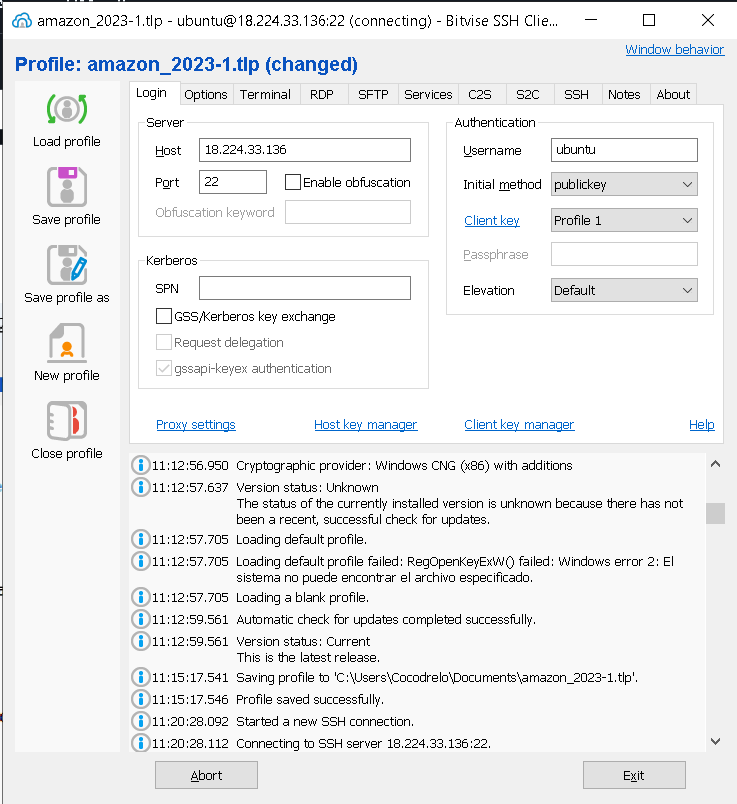 amazon_2023-1.tlp - ubuntu@18.224.33.136:22 (connecting) - Bitvise SSH Clie...
Window behavior
Profile: amazon_2023-1.tlp (changed)
Load profile
Save profile
Save profile as
New profile
Close profile
Login Options Terminal RDP SFTP Services C2S S2C SSH Notes About
Server
Host 18.224.33.136
Port 22 Enable obfuscation
Obfuscation keyword
Kerberos
SPN
GSS/Kerberos key exchange
Request delegation
gssapi-keyex authentication
Authentication
Username ubuntu
Initial method publickey
Client key Profile 1
Passphrase
Elevation Default
Proxy settings Host key manager Client key manager Help
11:12:56.950 Cryptographic provider: Windows CNG (x86) with additions
11:12:57.637 Version status: Unknown
The status of the currently installed version is unknown because there has not
been a recent, successful check for updates.
11:12:57.705 Loading default profile.
11:12:57.705 Loading default profile failed: RegOpenKeyExW() failed: Windows error 2: El
sistema no puede encontrar el archivo especificado.
11:12:57.705 Loading a blank profile.
11:12:59.561 Automatic check for updates completed successfully.
11:12:59.561 Version status: Current
This is the latest release.
11:15:17.541 Saving profile to 'C:\Users\Cocodrelo\Documents\amazon_2023-1.tlp'.
11:15:17.546 Profile saved successfully.
11:20:28.092 Started a new SSH connection.
11:20:28.112 Connecting to SSH server 18.224.33.136:22.
Abort Exit